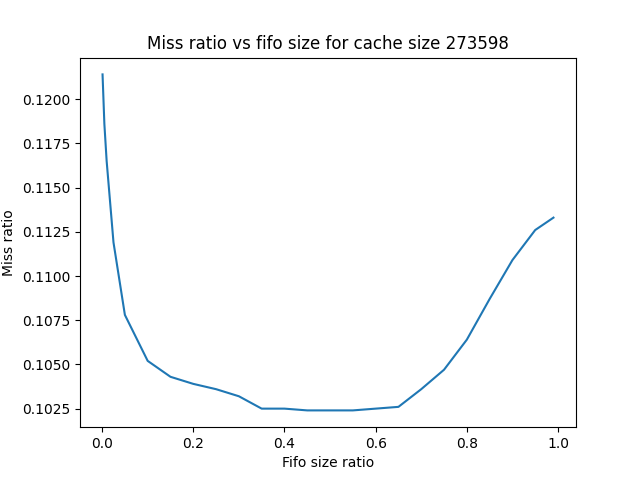 Miss ratio vs fifo size for cache size 273598
0.1200
0.1175
0.1150
0.1125
0.1100
0.1075
0.1050
0.1025
Miss ratio
0.0 0.2 0.4 0.6 0.8 1.0
Fifo size ratio